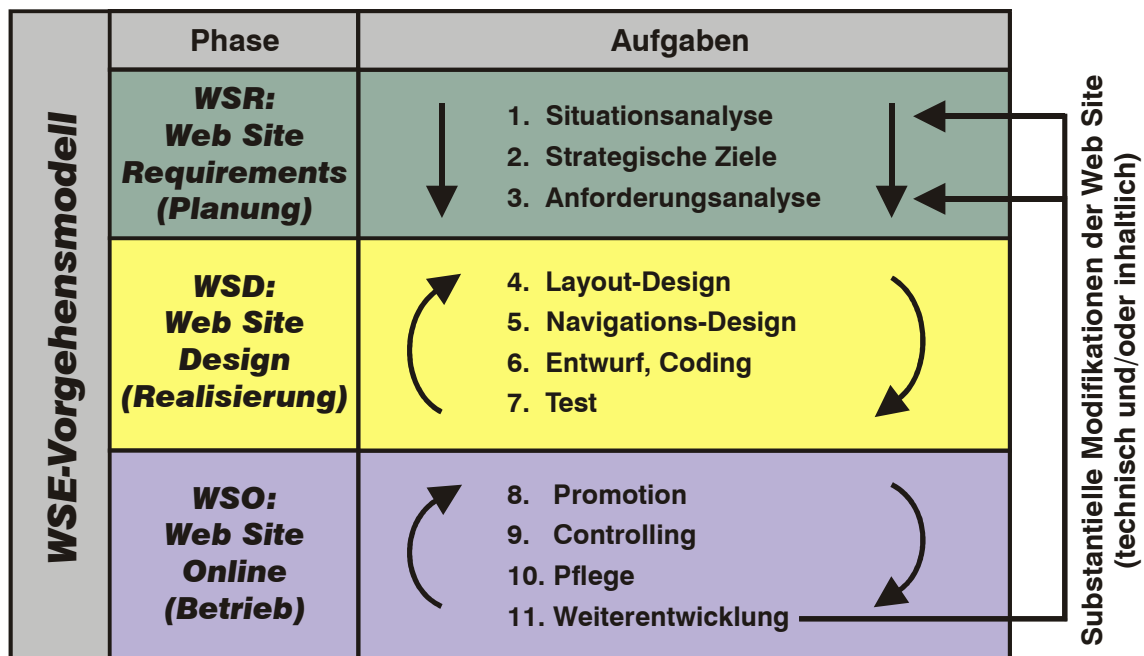 WSE-Vorgehensmodell
Phase
Aufgaben
WSR:
Web Site
Requirements
(Planung)
1. Situationsanalyse
2. Strategische Ziele
3. Anforderungsanalyse
WSD:
Web Site
Design
(Realisierung)
4. Layout-Design
5. Navigations-Design
6. Entwurf, Coding
7. Test
WSO:
Web Site
Online
(Betrieb)
8. Promotion
9. Controlling
10. Pflege
11. Weiterentwicklung
Substantielle Modifikationen der Web Site
(technisch und/oder inhaltlich)